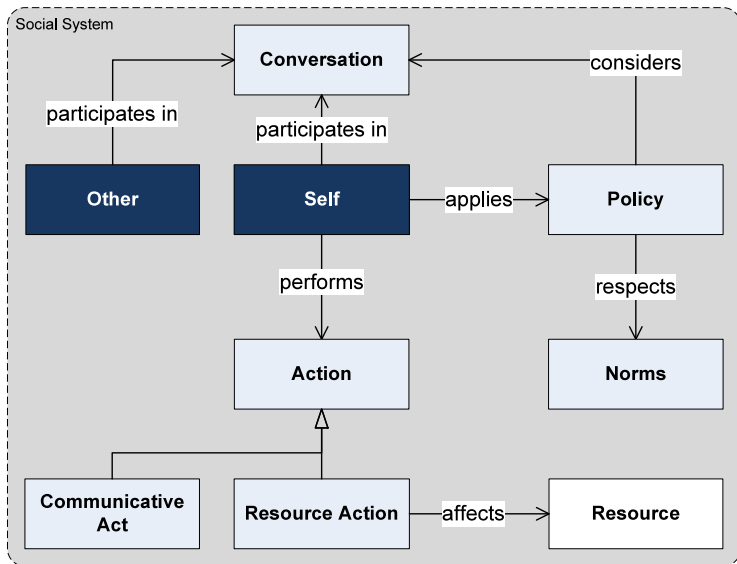 Social System
Conversation
considers
participates in
participates in
Other
Self
applies
Policy
performs
respects
Action
Norms
Communicative
Act
Resource Action
affects
Resource